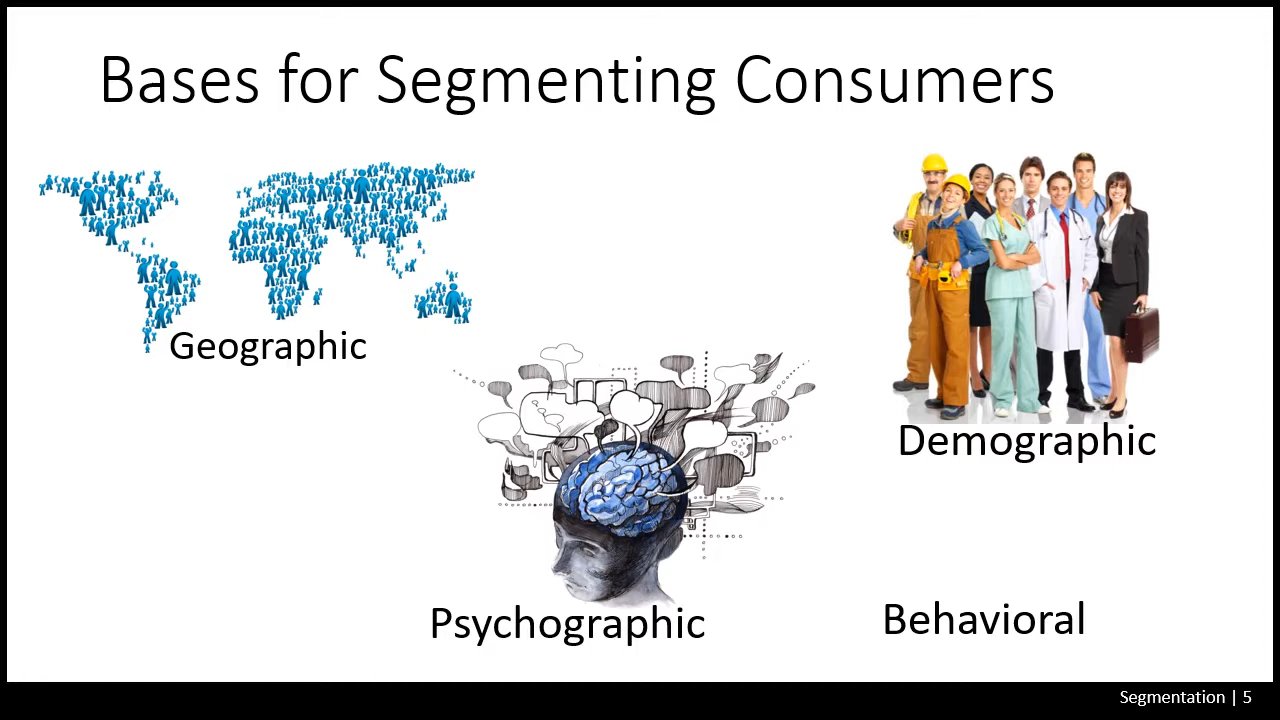 Bases for Segmenting Consumers
Geographic
Demographic
Psychographic
Behavioral
Segmentation | 5